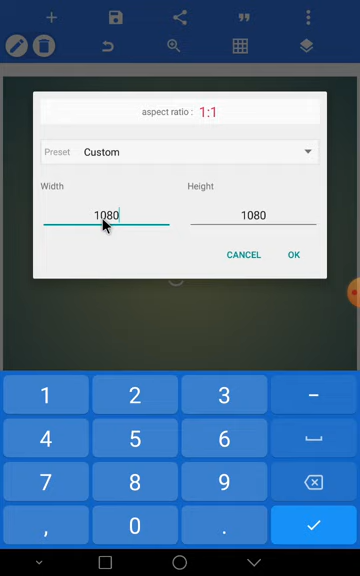 aspect ratio : 1:1
Preset Custom
Width Height
1080 1080
CANCEL OK
1 2 3 -
4 5 6
7 8 9
, 0 .